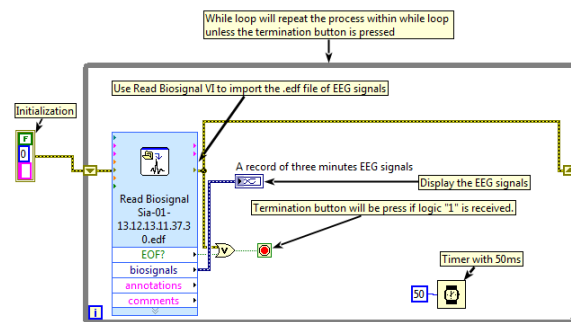 While loop will repeat the process within while loop
unless the termination button is pressed
Use Read Biosignal VI to import the .edf file of EEG signals
Initialization
F
0
A record of three minutes EEG signals
Display the EEG signals
Read Biosignal
Sia-01-
13.12.13.11.37.3
0.edf
Termination button will be press if logic "1" is received.
EOF?
V
biosignals
annotations
comments
Timer with 50ms
50
i